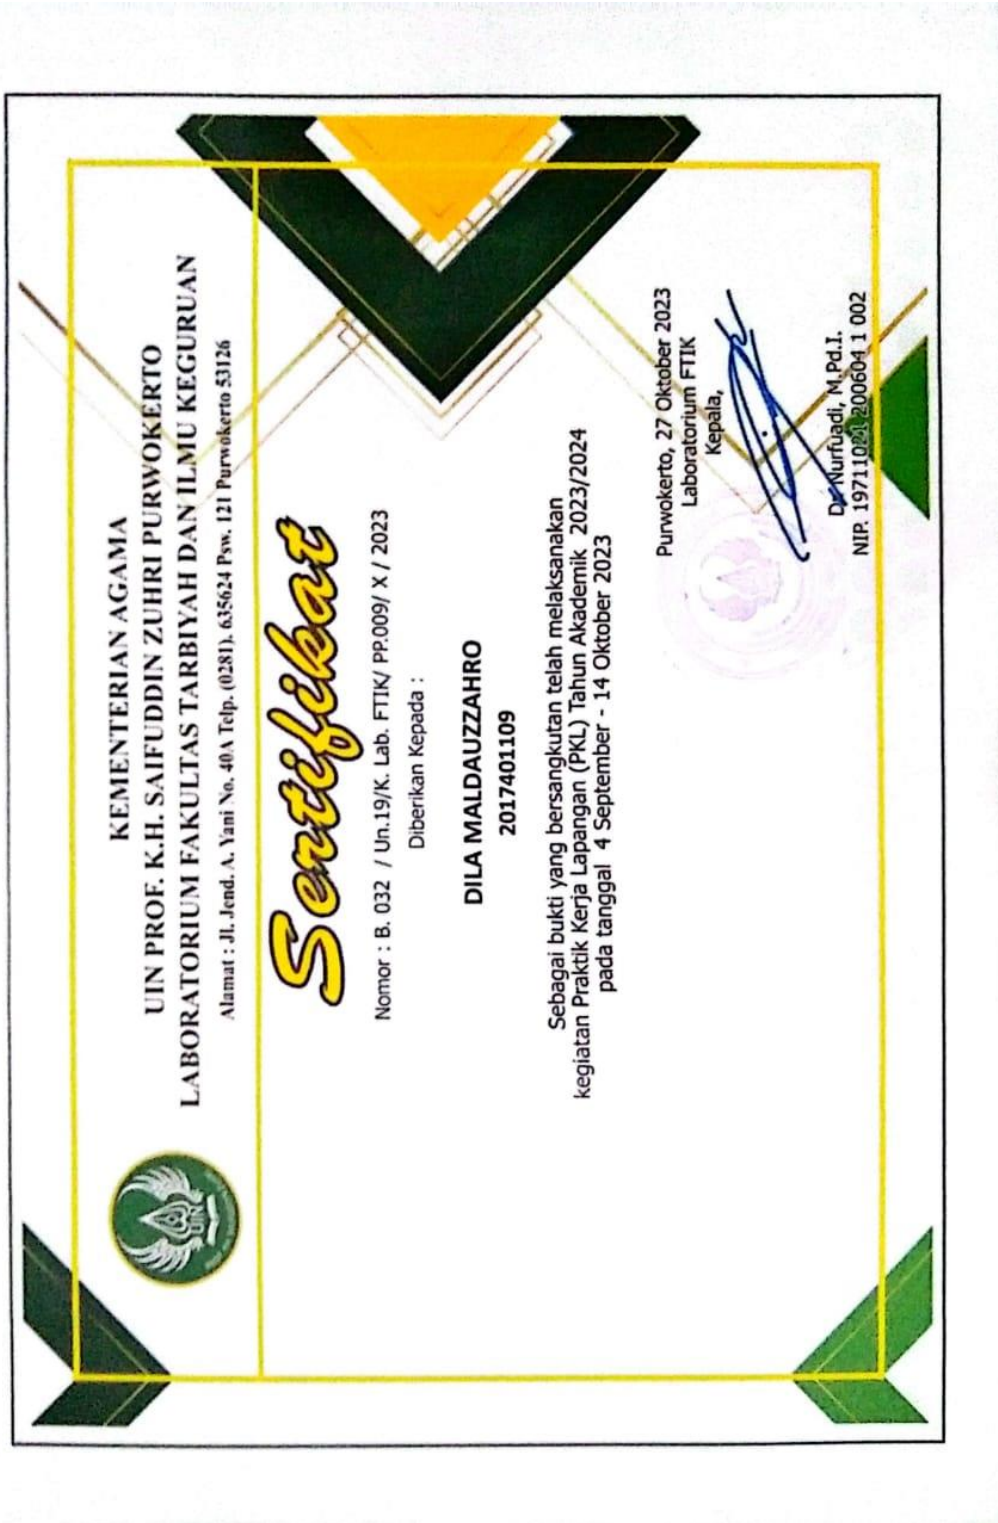 KEMENTERIAN AGAMA
UIN PROF. K.H. SAIFUDDIN ZUHRI PURWOKERTO
LABORATORIUM FAKULTAS TARBIYAH DAN ILMU KEGURUAN
Alamat : Jl. Jend. A. Yani No. 40A Telp. (0281). 635624 Psw. 121 Purwokerto 53126
UIN
Sertifikat
Nomor : B. 032 / Un.19/K. Lab. FTIK/ PP.009/ X / 2023
Diberikan Kepada :
DILA MALDAUZZAHRO
2017401109
Sebagai bukti yang bersangkutan telah melaksanakan
kegiatan Praktik Kerja Lapangan (PKL) Tahun Akademik 2023/2024
pada tanggal 4 September - 14 Oktober 2023
Purwokerto, 27 Oktober 2023
Laboratorium FTIK
Kepala,
Dr. Nurfuadi, M.Pd.I.
NIP. 19711021 200604 1 002